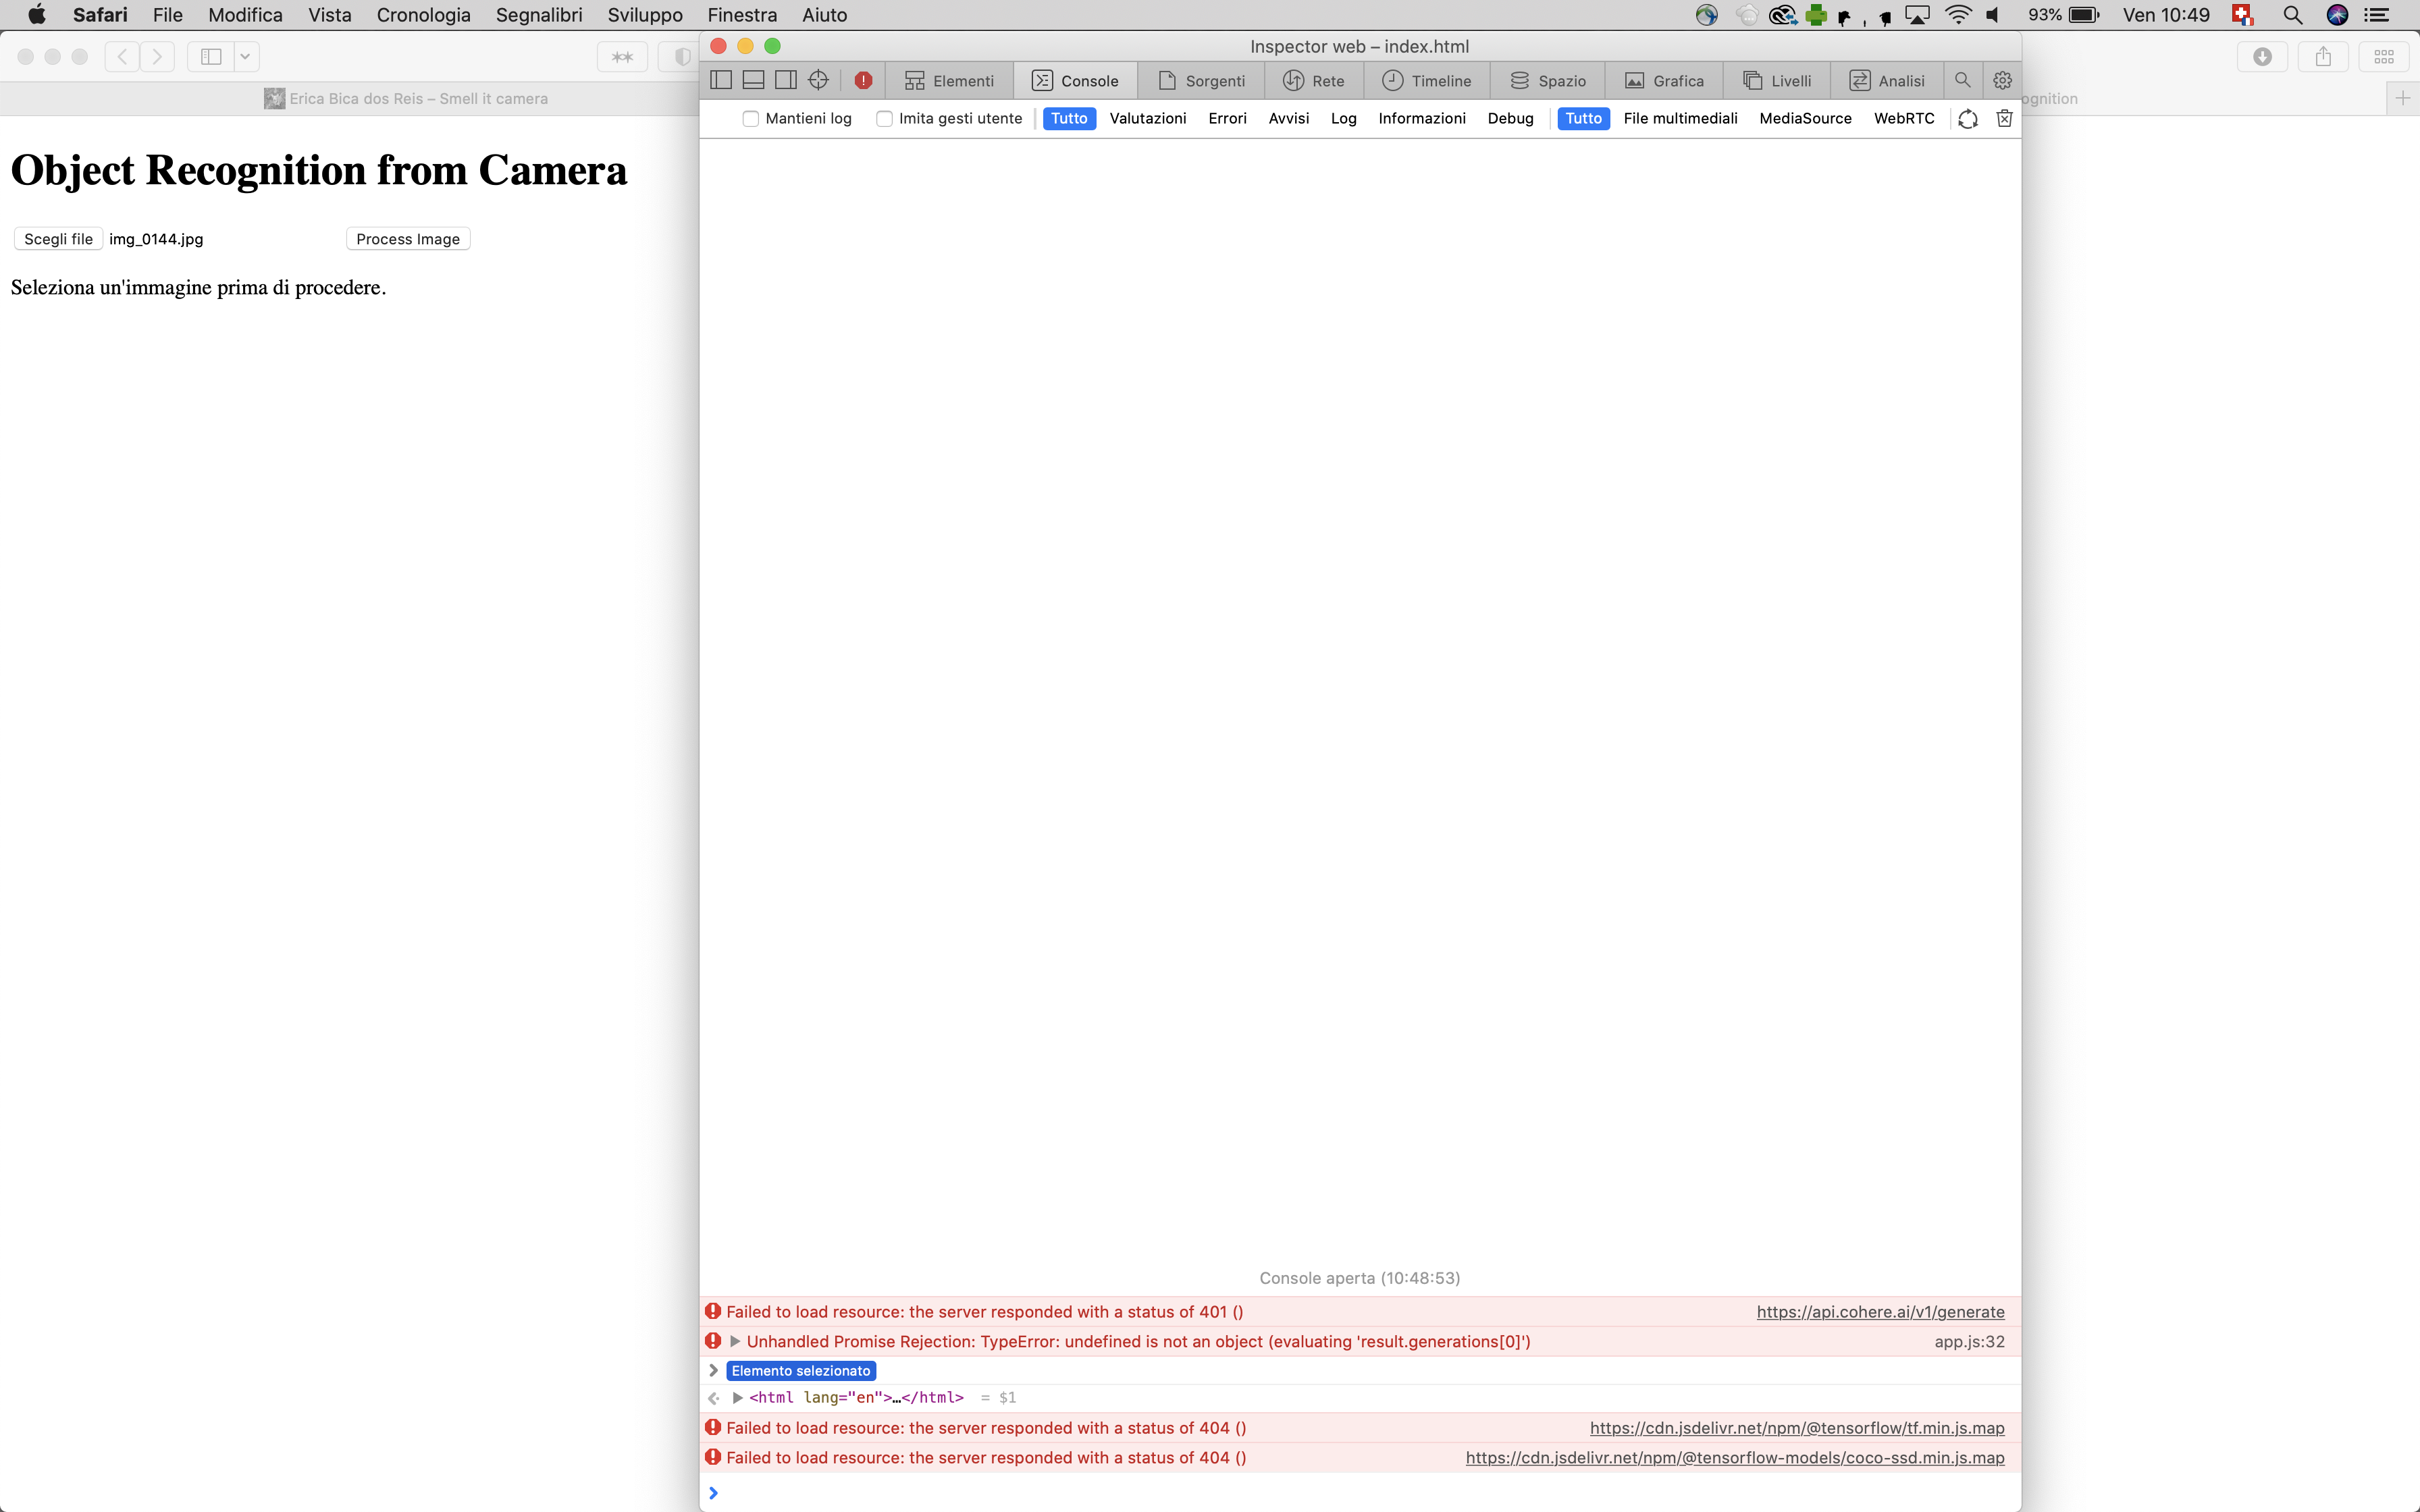 Safari File Modifica Vista Cronologia Segnalibri Sviluppo Finestra Aiuto 93% Ven 10:49
Inspector web – index.html
Elementi Console Sorgenti Rete Timeline Spazio Grafica Livelli Analisi
Erica Bica dos Reis – Smell it camera
ognition
Mantieni log Imita gesti utente Tutto Valutazioni Errori Avvisi Log Informazioni Debug Tutto File multimediali MediaSource WebRTC
Object Recognition from Camera
Scegli file img_0144.jpg Process Image
Seleziona un'immagine prima di procedere.
Console aperta (10:48:53)
Failed to load resource: the server responded with a status of 401 () https://api.cohere.ai/v1/generate
Unhandled Promise Rejection: TypeError: undefined is not an object (evaluating 'result.generations[0]') app.js:32
Elemento selezionato
<html lang="en">…</html> = $1
Failed to load resource: the server responded with a status of 404 () https://cdn.jsdelivr.net/npm/@tensorflow/tf.min.js.map
Failed to load resource: the server responded with a status of 404 () https://cdn.jsdelivr.net/npm/@tensorflow-models/coco-ssd.min.js.map